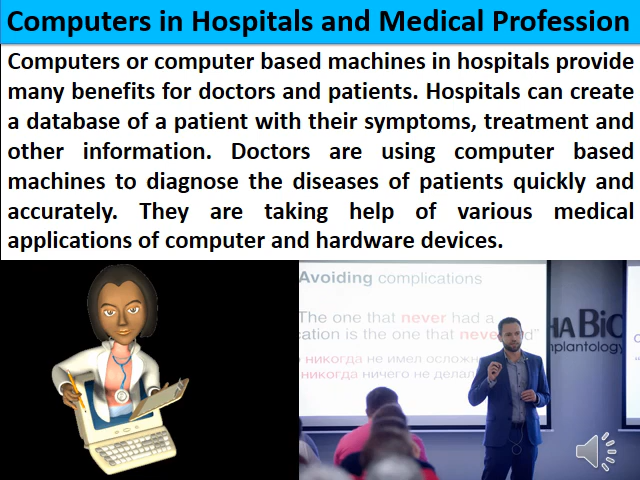 Computers in Hospitals and Medical Profession
Computers or computer based machines in hospitals provide
many benefits for doctors and patients. Hospitals can create
a database of a patient with their symptoms, treatment and
other information. Doctors are using computer based
machines to diagnose the diseases of patients quickly and
accurately. They are taking help of various medical
applications of computer and hardware devices.
Avoiding complications
The one that never had a
cation is the one that never d"
никогда не имел осложн
никогда ничего не делал
HA BiO
mplantology